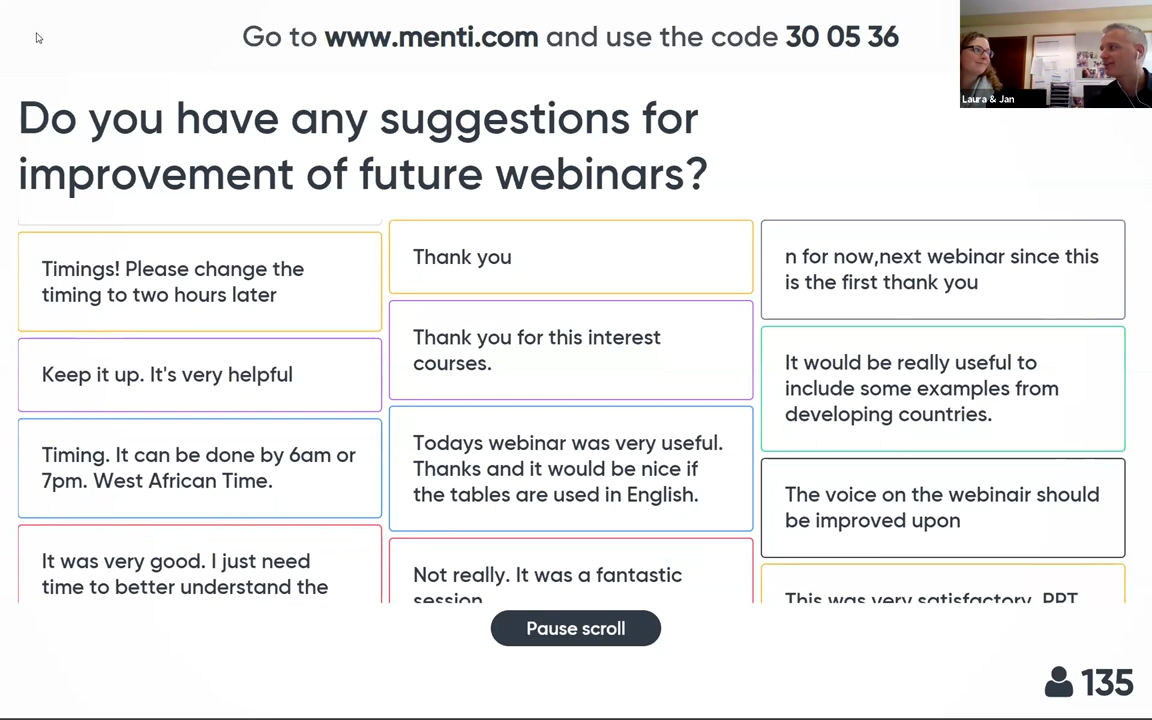 Go to www.menti.com and use the code 30 05 36
Laura & Jan
Do you have any suggestions for
improvement of future webinars?
Timings! Please change the
timing to two hours later
Keep it up. It's very helpful
Timing. It can be done by 6am or
7pm. West African Time.
It was very good. I just need
time to better understand the
Thank you
Thank you for this interest
courses.
Todays webinar was very useful.
Thanks and it would be nice if
the tables are used in English.
Not really. It was a fantastic
session
n for now,next webinar since this
is the first thank you
It would be really useful to
include some examples from
developing countries.
The voice on the webinair should
be improved upon
This was very satisfactory. PPT
Pause scroll
135